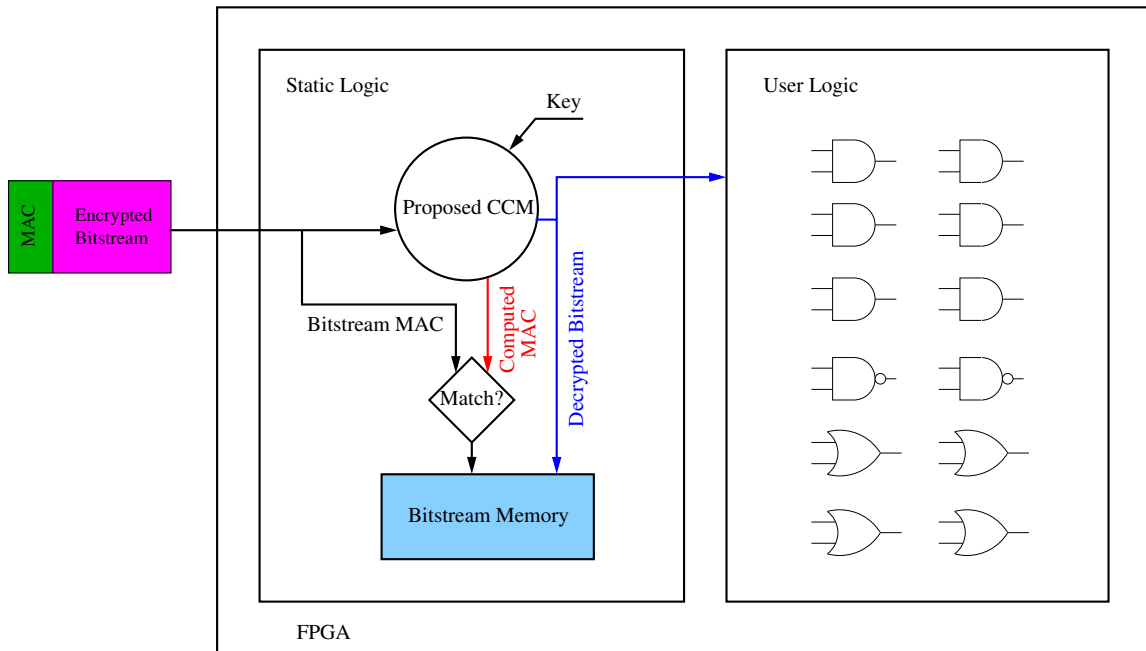 Static Logic
User Logic
Key
MAC
Encrypted
Bitstream
Proposed CCM
Bitstream MAC
Computed
MAC
Decrypted Bitstream
Match?
Bitstream Memory
FPGA